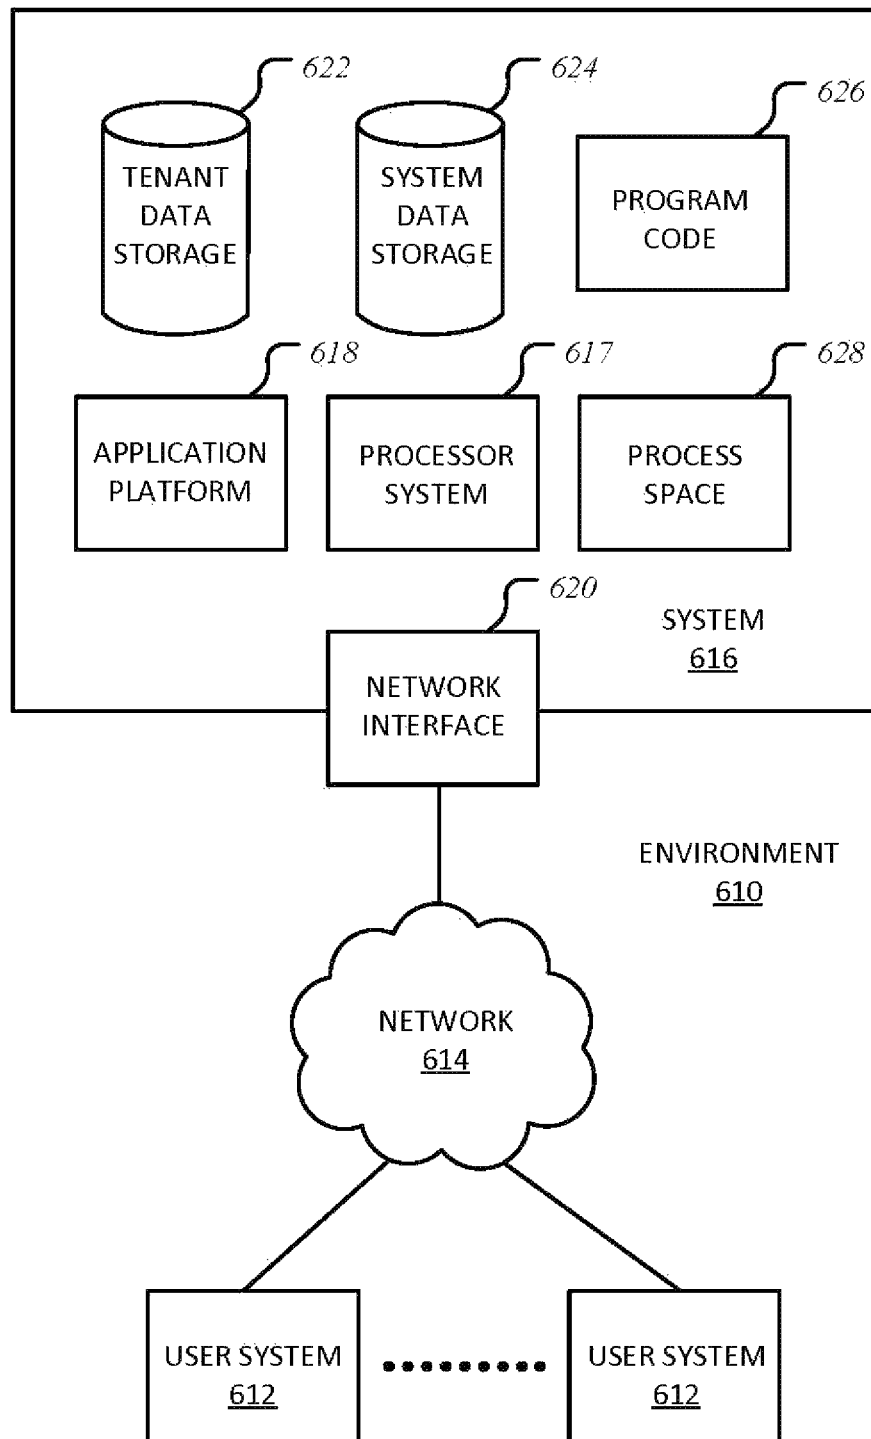 622
624
626
TENANT
DATA
STORAGE
SYSTEM
DATA
STORAGE
PROGRAM
CODE
618
617
628
APPLICATION
PLATFORM
PROCESSOR
SYSTEM
PROCESS
SPACE
620
SYSTEM
616
NETWORK
INTERFACE
ENVIRONMENT
610
NETWORK
614
USER SYSTEM
612
USER SYSTEM
612